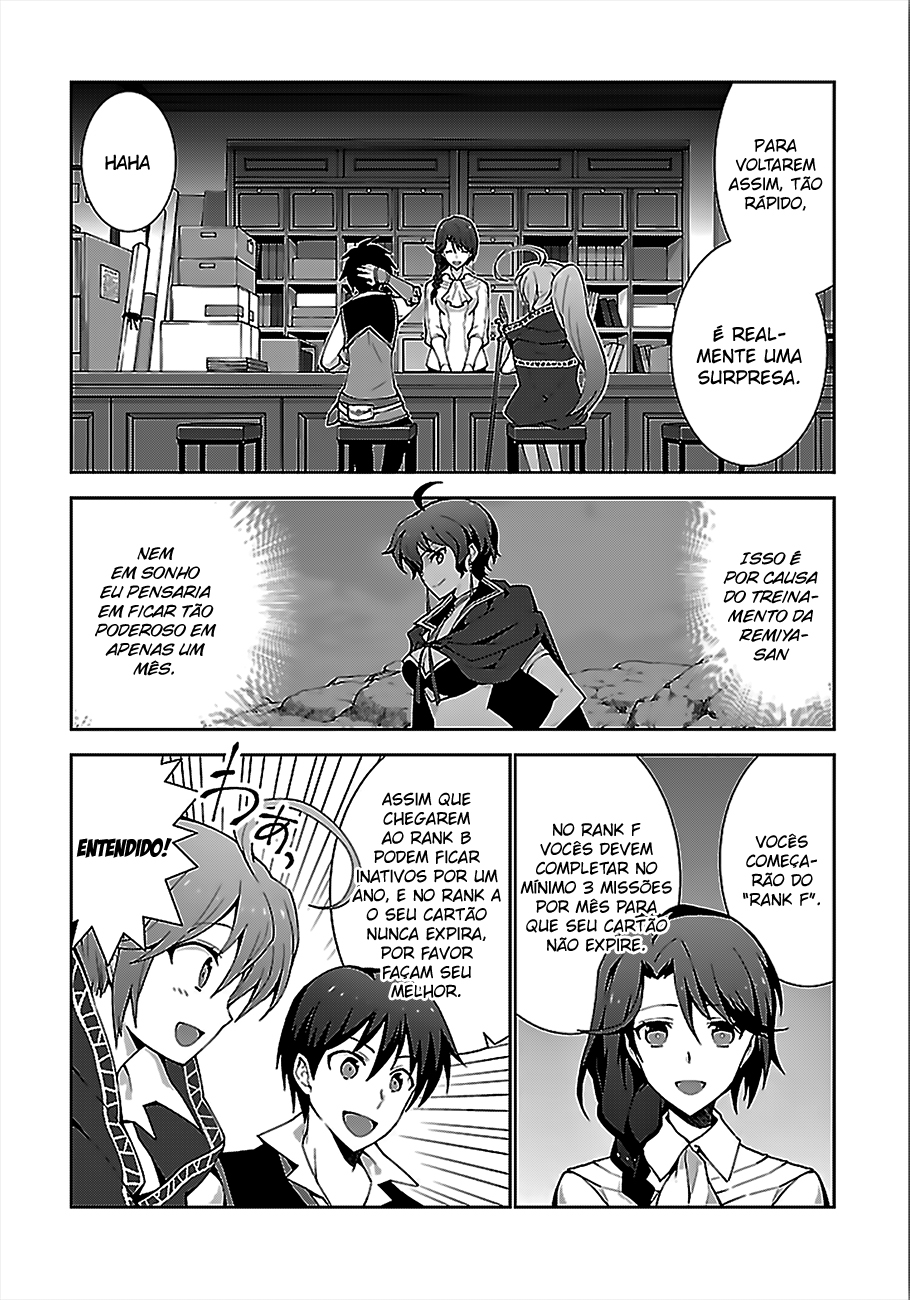 PARA
VOLTAREM
ASSIM, TÃO
RÁPIDO,
É REAL-
MENTE UMA
SURPRESA.
HAHA
ISSO É
POR CAUSA
DO TREINA-
MENTO DA
REMIYA-
SAN
NEM
EM SONHO
EU PENSARIA
EM FICAR TÃO
PODEROSO EM
APENAS UM
MÊS.
VOCÊS
COMEÇA-
RÃO DO
"RANK F".
NO RANK F
VOCÊS DEVEM
COMPLETAR NO
MÍNIMO 3 MISSÕES
POR MÊS PARA
QUE SEU CARTÃO
NÃO EXPIRE.
ASSIM QUE
CHEGAREM
AO RANK B
PODEM FICAR
INATIVOS POR UM
ANO, E NO RANK A
O SEU CARTÃO
NUNCA EXPIRA,
POR FAVOR
FAÇAM SEU
MELHOR.
わあっ
ENTENDIDO!